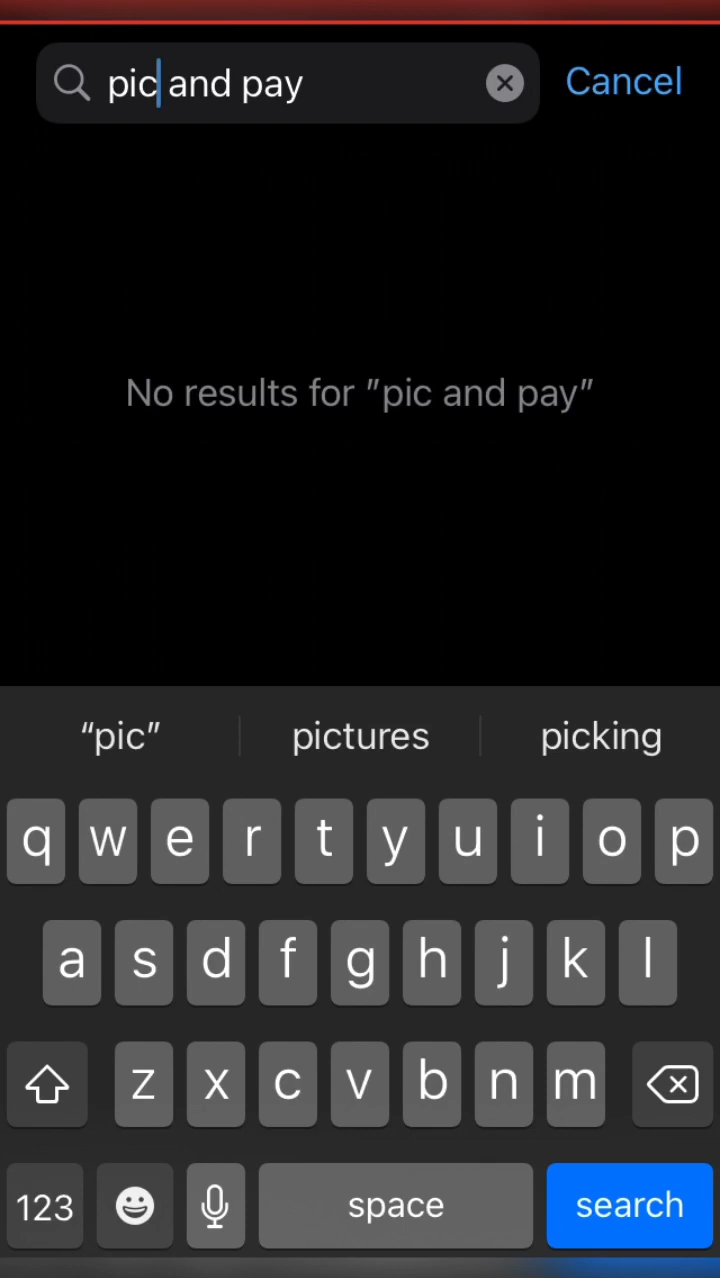 pic and pay
Cancel
No results for "pic and pay"
“pic”
pictures
picking
q w e r t y u i o p
a s d f g h j k l
z x c v b n m
123
space
search